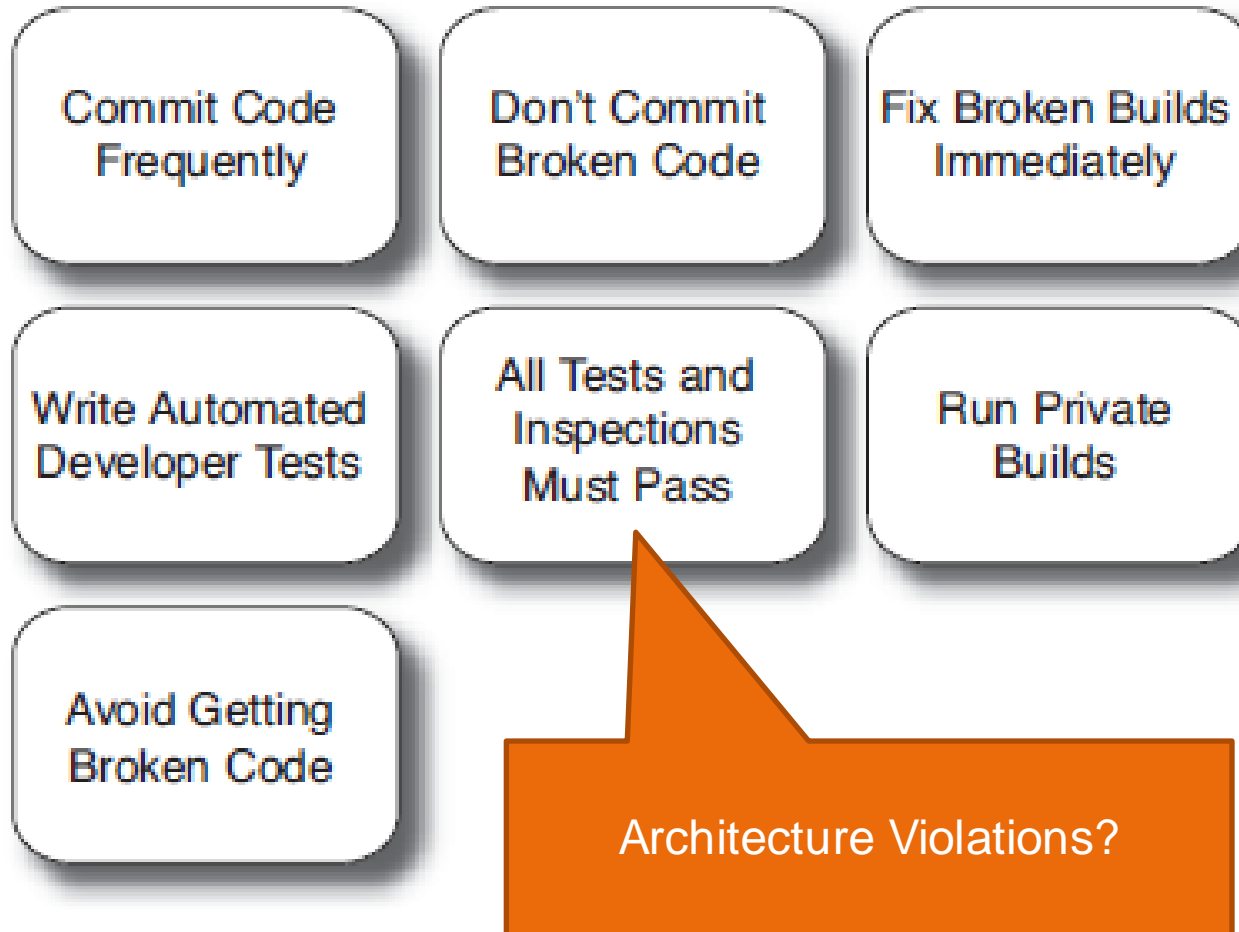 Commit Code
Frequently
Don't Commit
Broken Code
Fix Broken Builds
Immediately
Write Automated
Developer Tests
All Tests and
Inspections
Must Pass
Run Private
Builds
Avoid Getting
Broken Code
Architecture Violations?